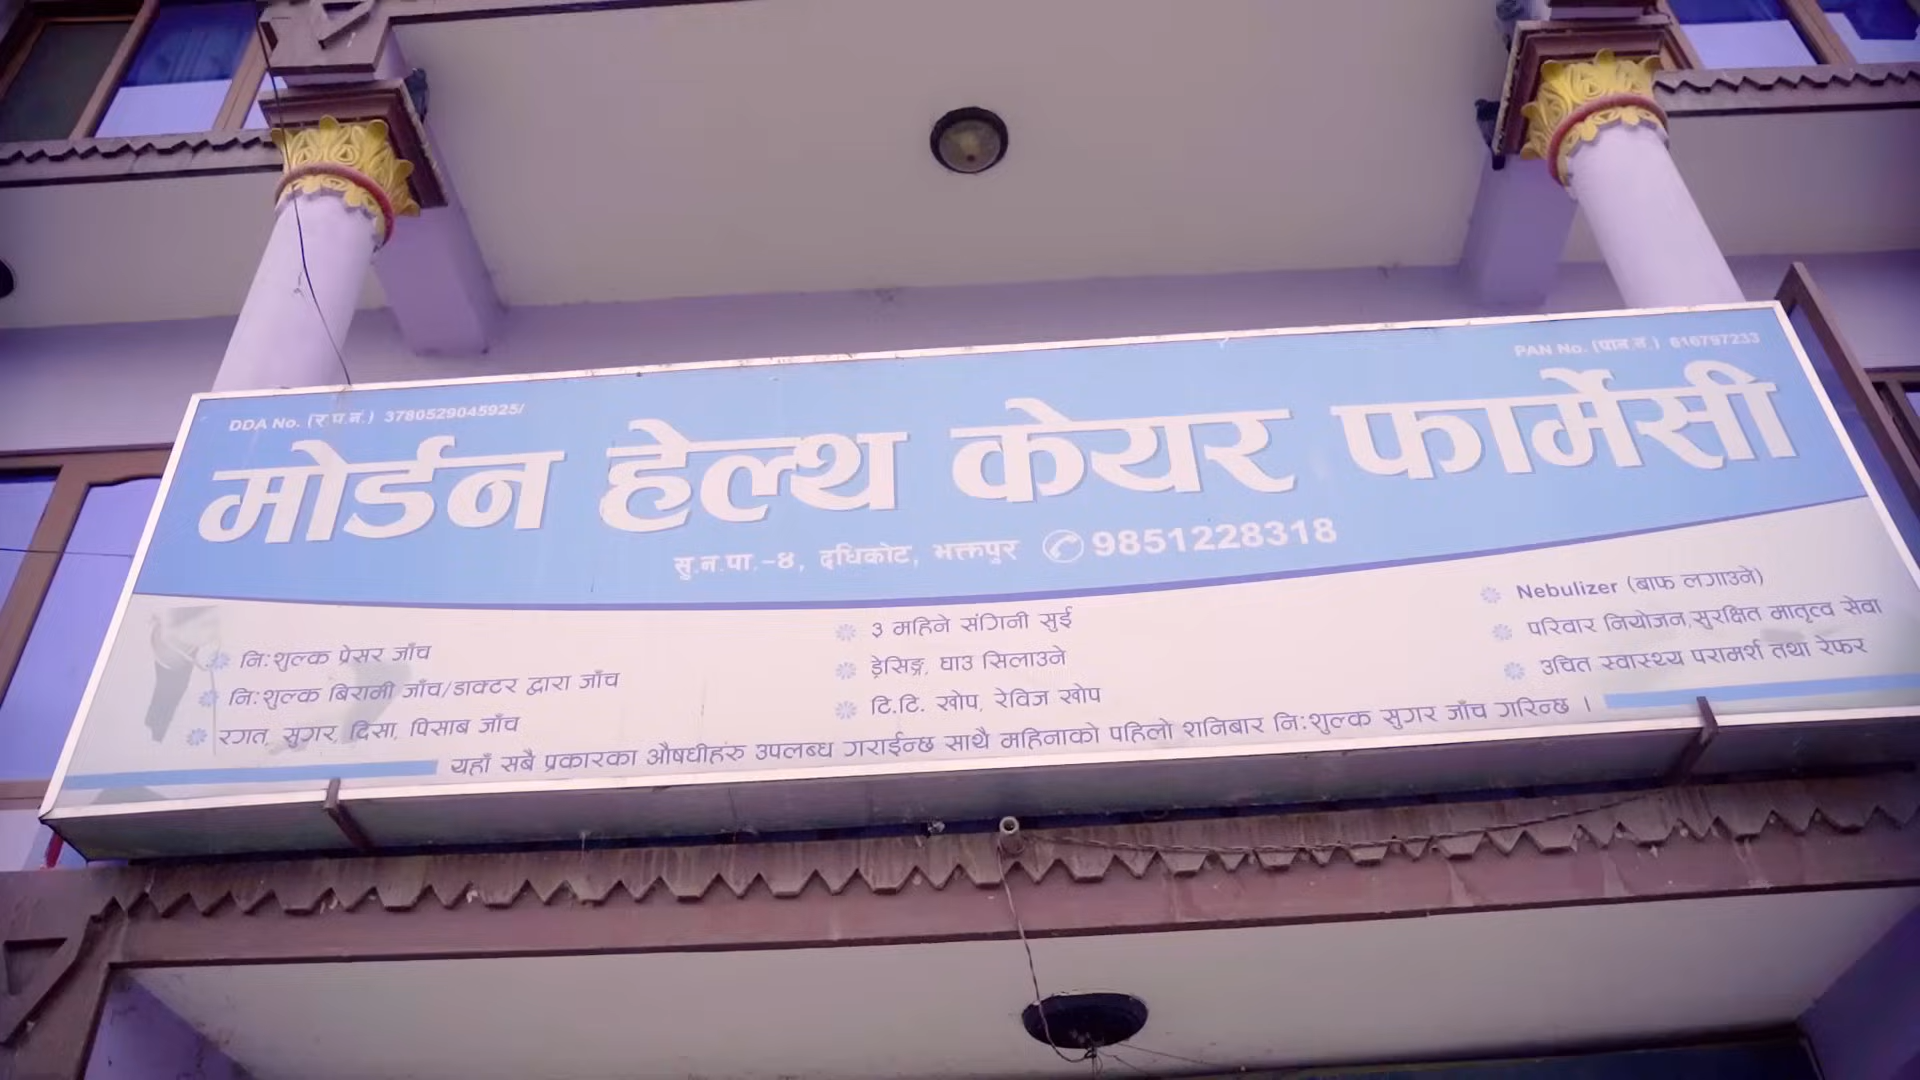 DDA No. (र.प.नं.) 3780529045925/
PAN No. (पान.नं.) 616797233
मोर्डन हेल्थ केयर फार्मेसी
सु.न.पा.-४, दधिकोट, भक्तपुर 9851228318
नि:शुल्क प्रेसर जाँच
नि:शुल्क बिरामी जाँच/डाक्टर द्वारा जाँच
रगत, सुगर, दिसा, पिसाब जाँच
३ महिने संगिनी सुई
ड्रेसिङ्ग, घाउ सिलाउने
टि.टि. खोप, रेविज खोप
Nebulizer (बाफ लगाउने)
परिवार नियोजन,सुरक्षित मातृत्व सेवा
उचित स्वास्थ्य परामर्श तथा रेफर
यहाँ सबै प्रकारका औषधीहरु उपलब्ध गराईन्छ साथै महिनाको पहिलो शनिबार नि:शुल्क सुगर जाँच गरिन्छ ।